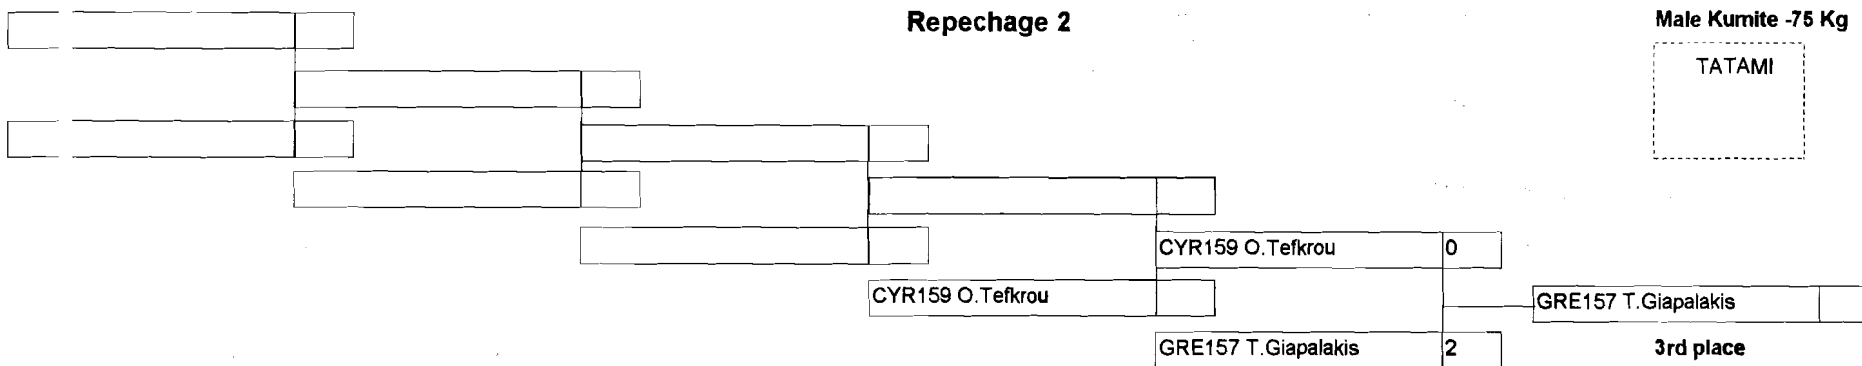 Repechage 2
Male Kumite -75 Kg
TATAMI
CYR159 O.Tefkrou 0
CYR159 O.Tefkrou
GRE157 T.Giapalakis
GRE157 T.Giapalakis 2
3rd place